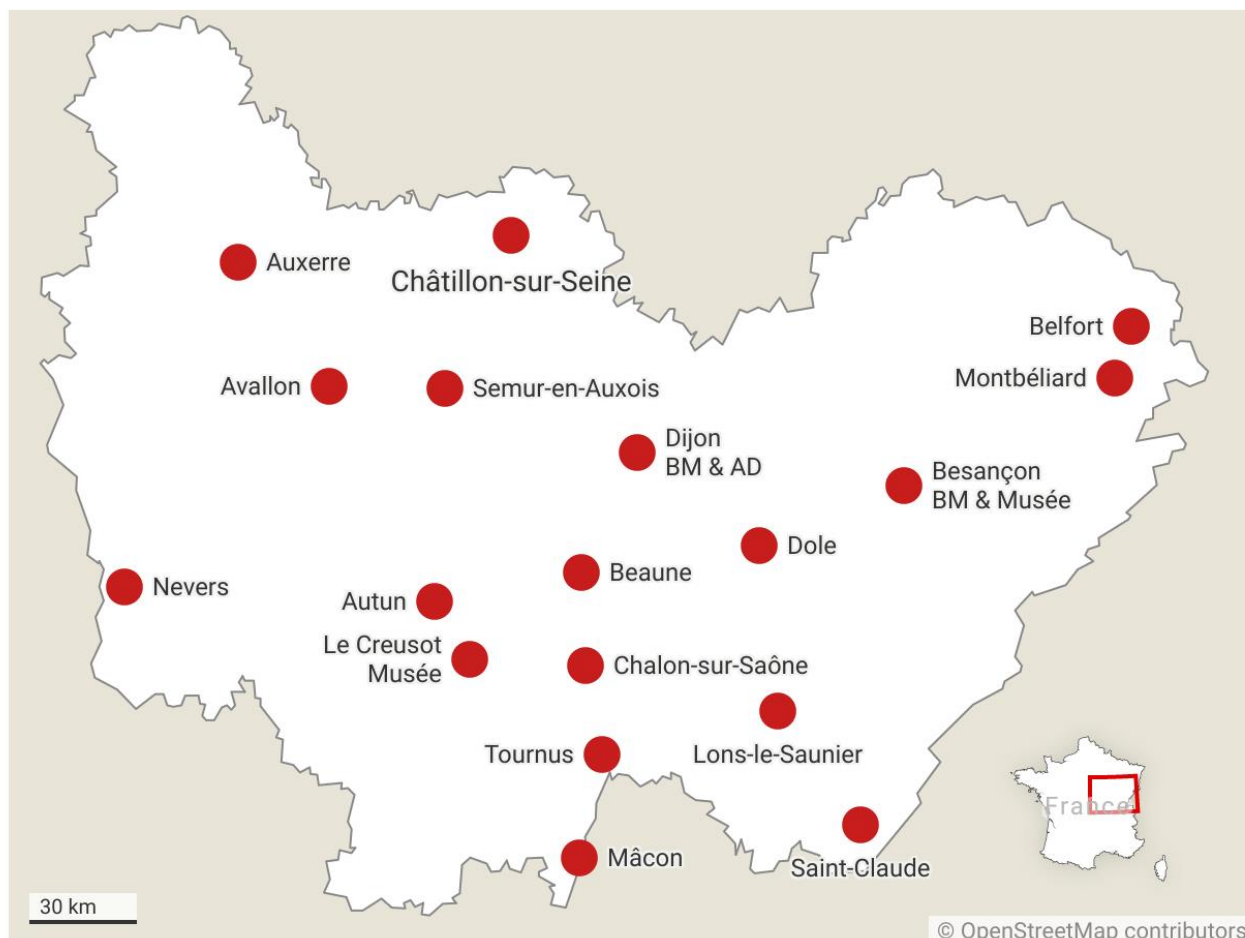 Auxerre
Châtillon-sur-Seine
Belfort
Montbéliard
Avallon
Semur-en-Auxois
Dijon
BM & AD
Besançon
BM & Musée
Dole
Beaune
Nevers
Autun
Le Creusot
Musée
Chalon-sur-Saône
Tournus
Lons-le-Saunier
France
Mâcon
Saint-Claude
30 km
© OpenStreetMap contributors